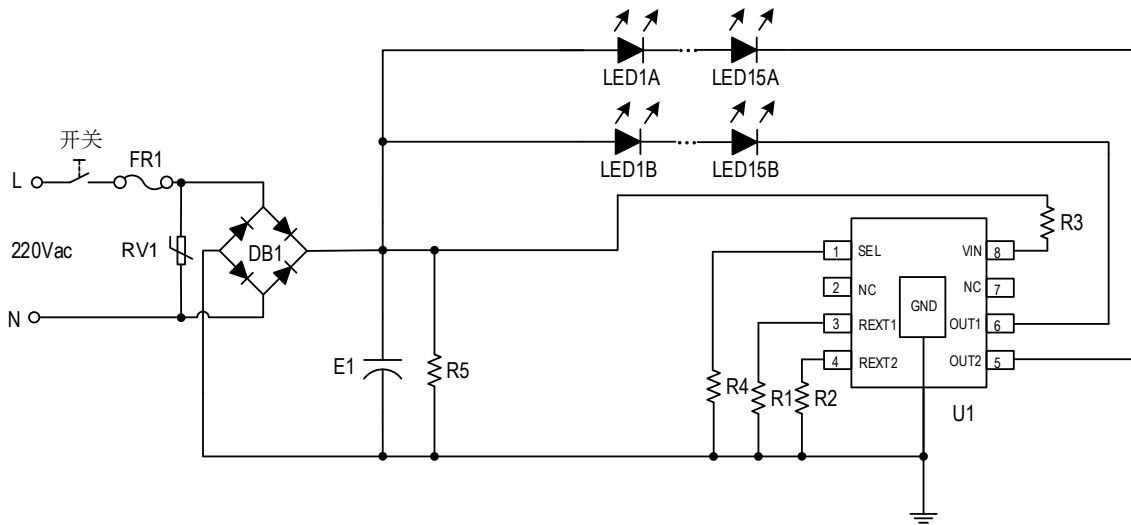 LED1A
LED15A
LED1B
LED15B
开关
FR1
L
220Vac
RV1
DB1
N
E1
R5
R3
1
SEL
VIN
8
2
NC
NC
7
GND
3
REXT1
OUT1
6
4
REXT2
OUT2
5
R4
R1
R2
U1